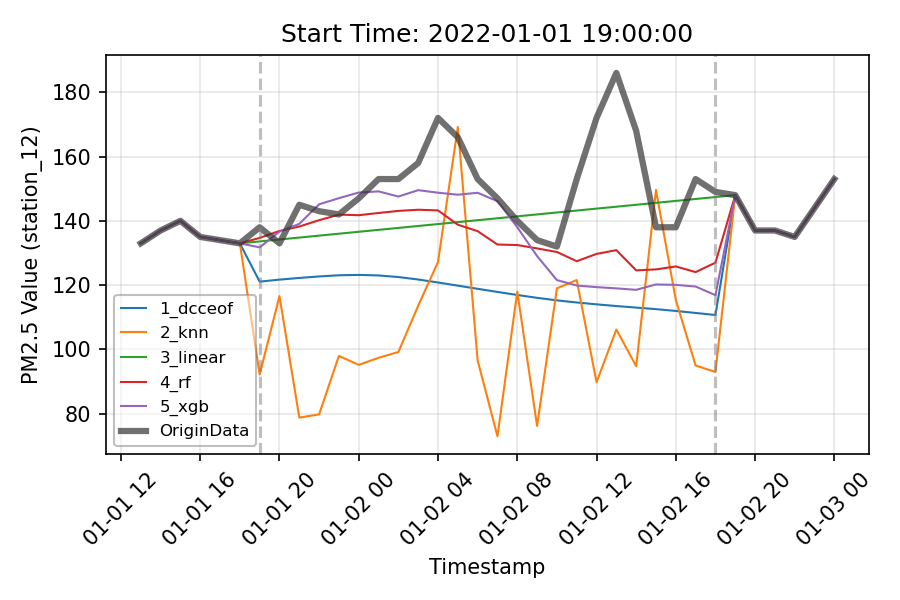 Start Time: 2022-01-01 19:00:00
PM2.5 Value (station_12)
180
160
140
120
100
80
1_dcceof
2_knn
3_linear
4_rf
5_xgb
OriginData
01-01 12
01-01 16
01-01 20
01-02 00
01-02 04
01-02 08
01-02 12
01-02 16
01-02 20
01-03 00
Timestamp